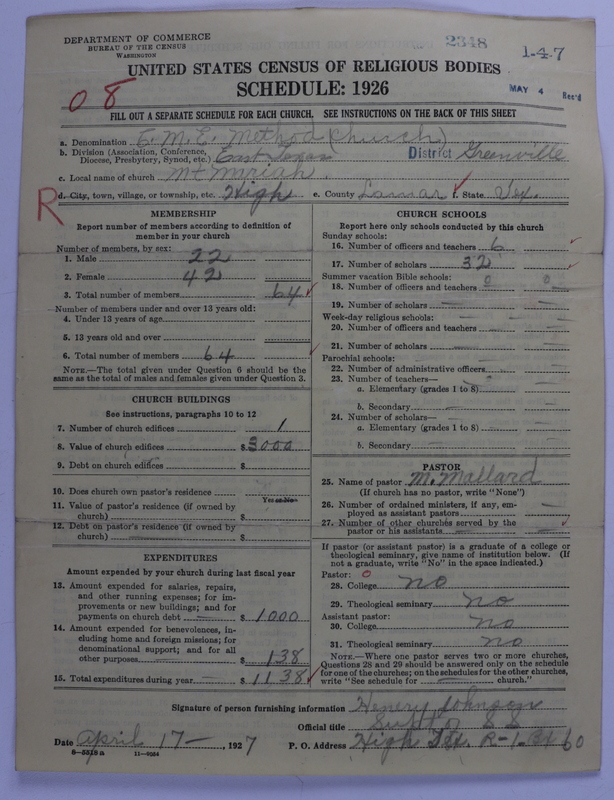 DEPARTMENT OF COMMERCE
BUREAU OF THE CENSUS
WASHINGTON
2348
1-4-7
MAY 4 Rec'd
UNITED STATES CENSUS OF RELIGIOUS BODIES
SCHEDULE: 1926
08
FILL OUT A SEPARATE SCHEDULE FOR EACH CHURCH. SEE INSTRUCTIONS ON THE BACK OF THIS SHEET
a. Denomination C. M. E. Method (Church)
b. Division (Association, Conference, Diocese, Presbytery, Synod, etc.) East Texas District Greenville
c. Local name of church Mt Myriah
R
d. City, town, village, or township, etc. High e. County Lamar f. State Tex.
MEMBERSHIP
Report number of members according to definition of member in your church
Number of members, by sex:
1. Male 22
2. Female 42
3. Total number of members 64
Number of members under and over 13 years old:
4. Under 13 years of age
5. 13 years old and over
6. Total number of members 64
NOTE.—The total given under Question 6 should be the same as the total of males and females given under Question 3.
CHURCH BUILDINGS
See instructions, paragraphs 10 to 12
7. Number of church edifices 1
8. Value of church edifices $3000
9. Debt on church edifices $
10. Does church own pastor's residence
Yes or No
11. Value of pastor's residence (if owned by church) $
12. Debt on pastor's residence (if owned by church) $
EXPENDITURES
Amount expended by your church during last fiscal year
13. Amount expended for salaries, repairs, and other running expenses; for improvements or new buildings; and for payments on church debt $1000
14. Amount expended for benevolences, including home and foreign missions; for denominational support; and for all other purposes 138
15. Total expenditures during year $1138
CHURCH SCHOOLS
Report here only schools conducted by this church
Sunday schools:
16. Number of officers and teachers 6
17. Number of scholars 32
Summer vacation Bible schools:
18. Number of officers and teachers 0 0
19. Number of scholars —
Week-day religious schools:
20. Number of officers and teachers
21. Number of scholars
Parochial schools:
22. Number of administrative officers
23. Number of teachers—
a. Elementary (grades 1 to 8)
b. Secondary
24. Number of scholars—
a. Elementary (grades 1 to 8)
b. Secondary
PASTOR
25. Name of pastor M. Mallard
(If church has no pastor, write "None")
26. Number of ordained ministers, if any, employed as assistant pastors
27. Number of other churches served by the pastor or his assistants
If pastor (or assistant pastor) is a graduate of a college or theological seminary, give name of institution below. (If not a graduate, write "No" in the space indicated.)
Pastor: 0
28. College no
29. Theological seminary no
Assistant pastor:
30. College no
31. Theological seminary no
NOTE.—Where one pastor serves two or more churches, Questions 28 and 29 should be answered only on the schedule for one of the churches; on the schedules for the other churches, write "See schedule for church."
Signature of person furnishing information Henery Johnson
Official title Supt of S S
Date April 17—, 1927 P. O. Address High Tex. R-1. Bx 60
6—5519 a 11—9024